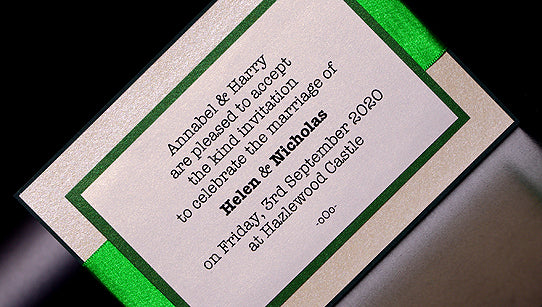 Annabel & Harry
are pleased to accept
the kind invitation
to celebrate the marriage of
Helen & Nicholas
on Friday, 3rd September 2020
at Hazlewood Castle
-oOo-